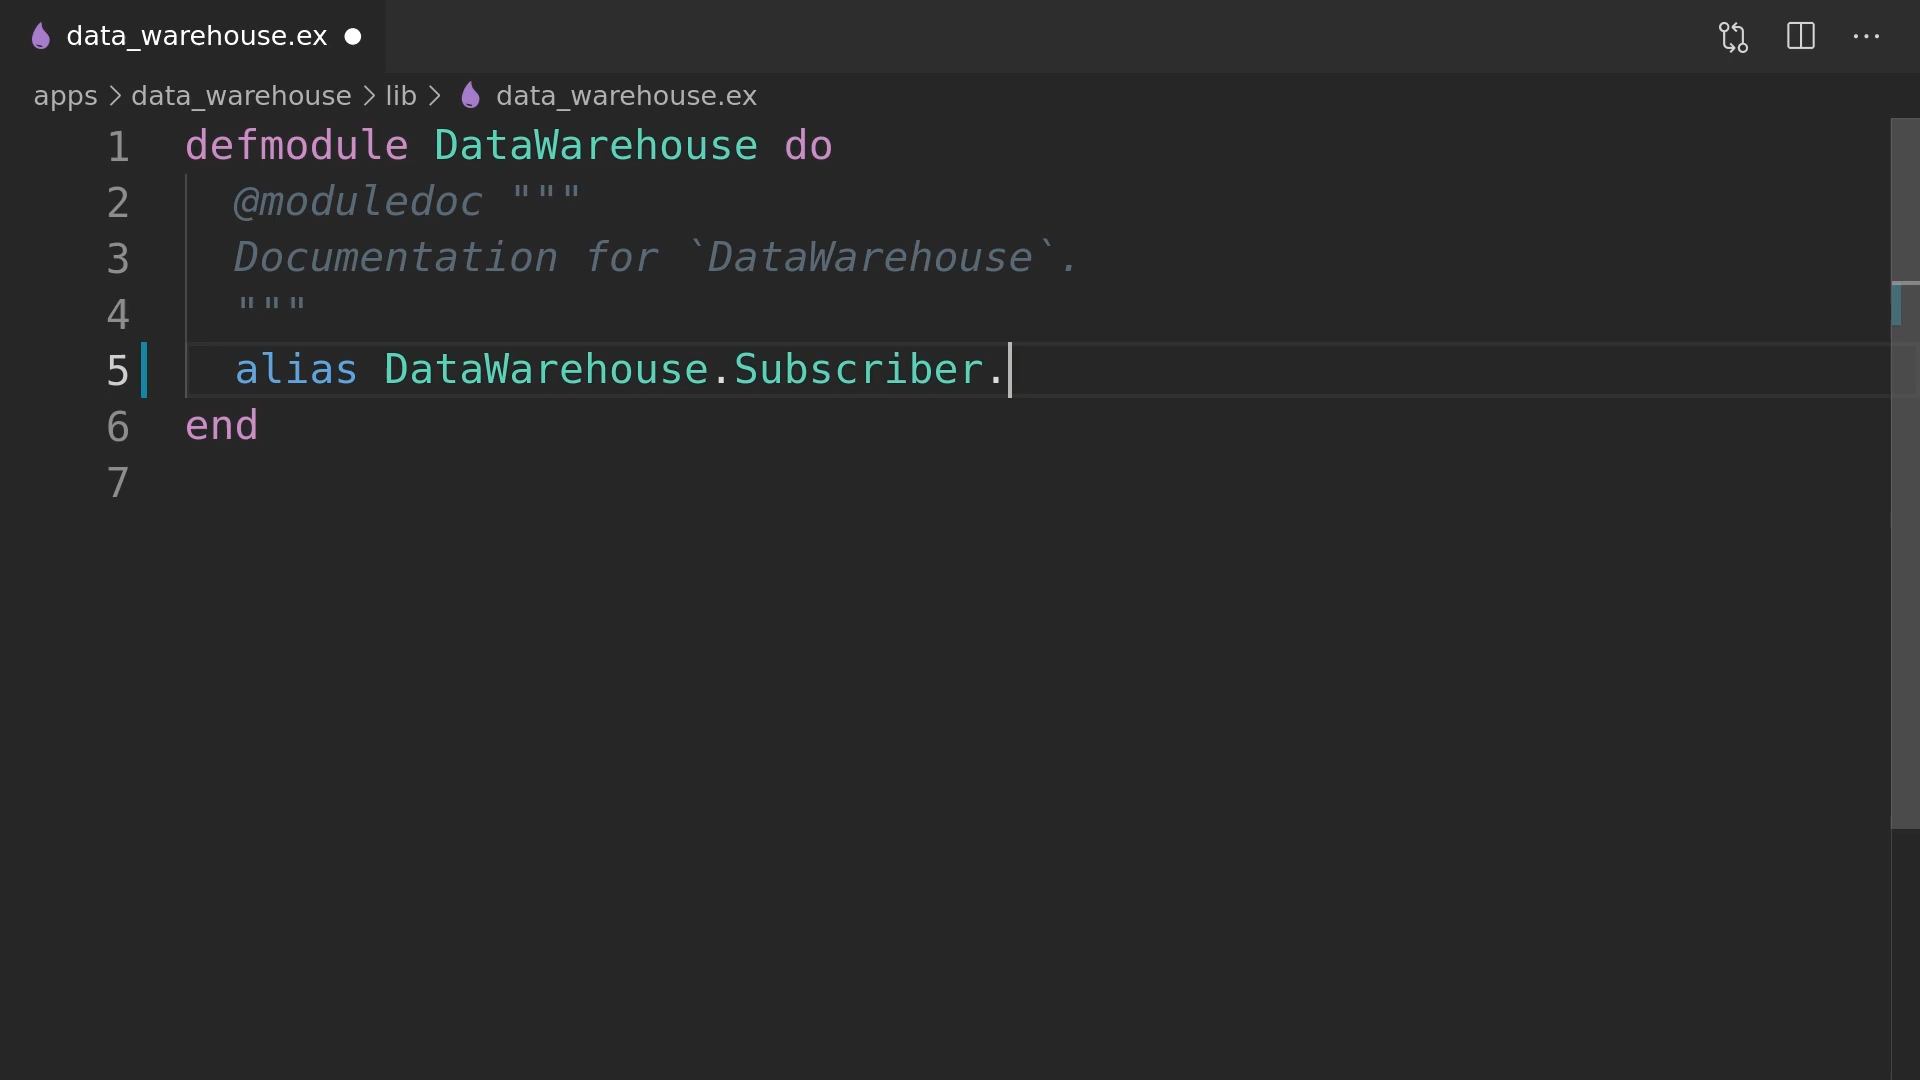 data_warehouse.ex
apps > data_warehouse > lib > data_warehouse.ex
1 defmodule DataWarehouse do
2   @moduledoc """
3   Documentation for `DataWarehouse`.
4   """
5   alias DataWarehouse.Subscriber.
6 end
7